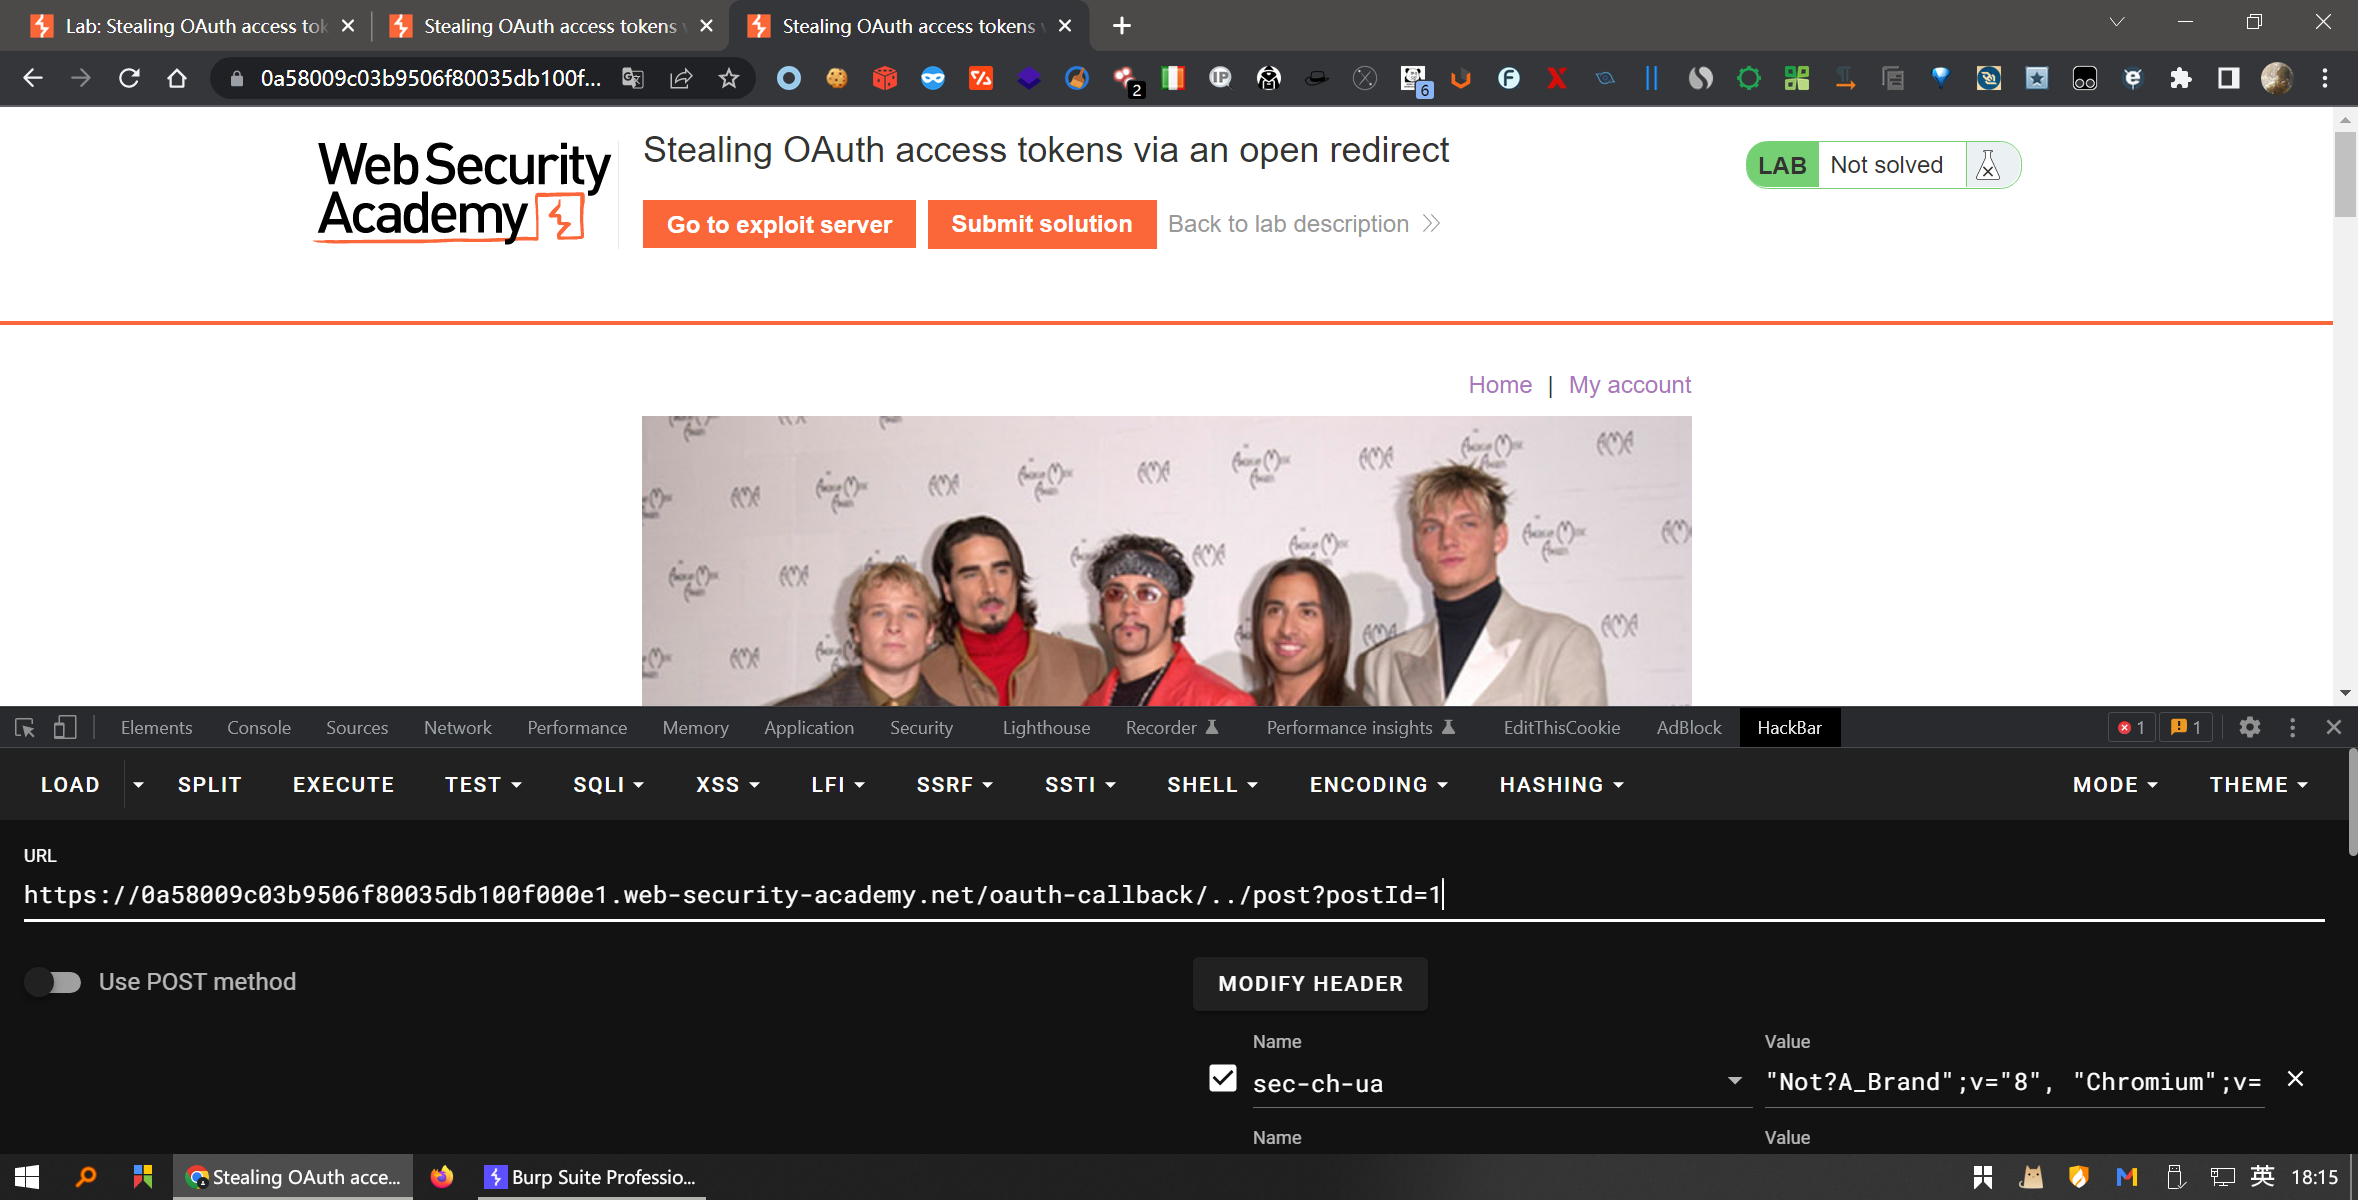 Lab: Stealing OAuth access tok
Stealing OAuth access tokens v
Stealing OAuth access tokens v
0a58009c03b9506f80035db100f...
2
IP
6
F
Web Security
Academy
Stealing OAuth access tokens via an open redirect
Go to exploit server
Submit solution
Back to lab description
LAB
Not solved
Home | My account
Elements
Console
Sources
Network
Performance
Memory
Application
Security
Lighthouse
Recorder
Performance insights
EditThisCookie
AdBlock
HackBar
1
1
LOAD
SPLIT
EXECUTE
TEST
SQLI
XSS
LFI
SSRF
SSTI
SHELL
ENCODING
HASHING
MODE
THEME
URL
https://0a58009c03b9506f80035db100f000e1.web-security-academy.net/oauth-callback/../post?postId=1
Use POST method
MODIFY HEADER
Name
Value
sec-ch-ua
"Not?A_Brand";v="8", "Chromium";v=
Name
Value
Stealing OAuth acce...
Burp Suite Professio...
英
18:15